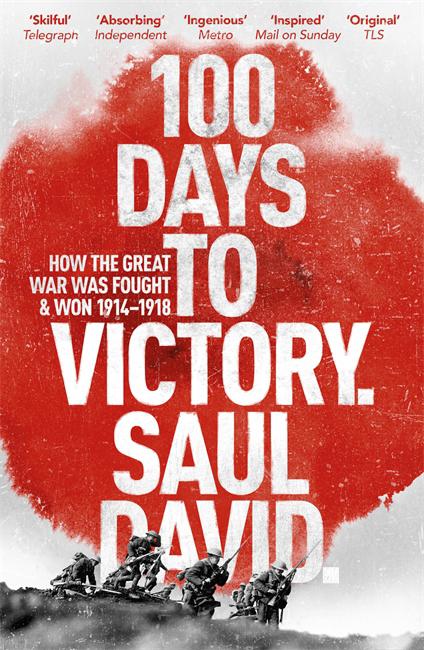 ‘Skilful’ ‘Absorbing’ ‘Ingenious’ ‘Inspired’ ‘Original’
Telegraph Independent Metro Mail on Sunday TLS
100
DAYS
TO
HOW THE GREAT
WAR WAS FOUGHT
& WON 1914–1918
VICTORY.
SAUL
DAVID.